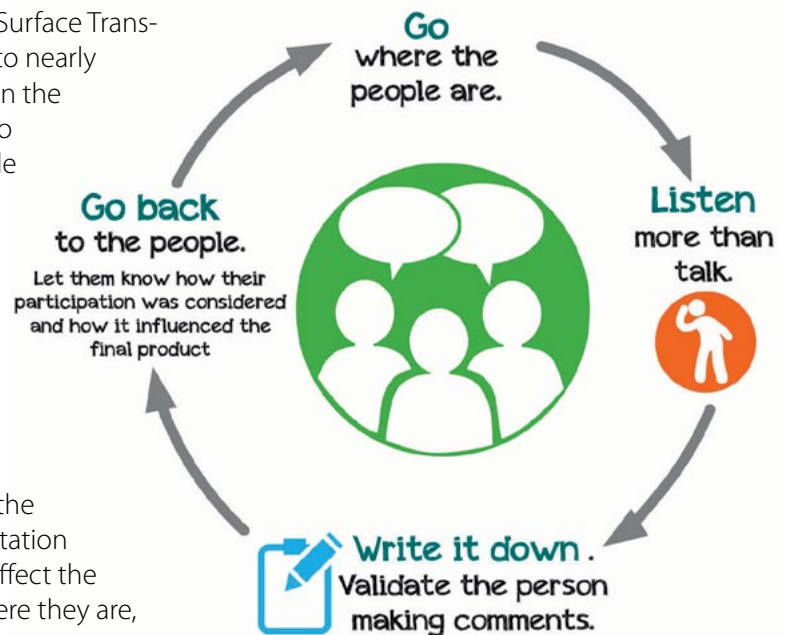 Surface Trans-
to nearly
n the
o
le
Go
where the
people are.
Listen
more than
talk.
Write it down .
Validate the person
making comments.
Go back
to the people.
Let them know how their
participation was considered
and how it influenced the
final product
the
tation
ffect the
ere they are,